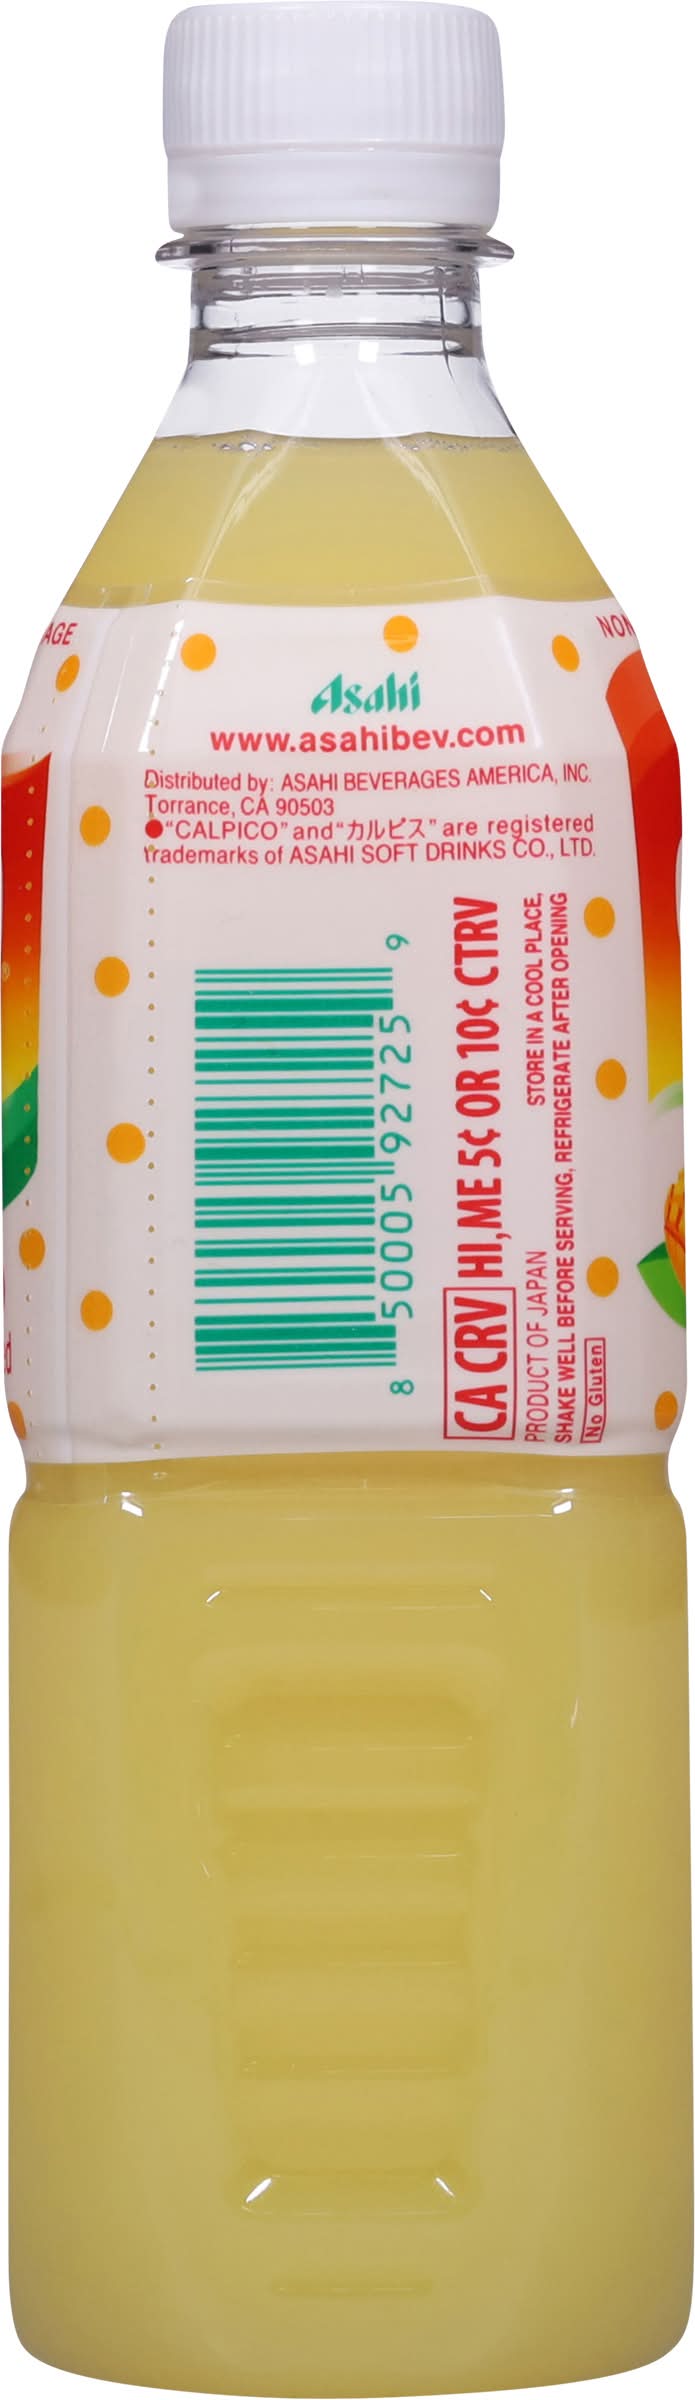 Asahi
www.asahibev.com
Distributed by: ASAHI BEVERAGES AMERICA, INC.
Torrance, CA 90503
●“CALPICO” and “カルピス” are registered
trademarks of ASAHI SOFT DRINKS CO., LTD.
8 50005 92725 9
CA CRV HI,ME 5¢ OR 10¢ CTRV
PRODUCT OF JAPAN STORE IN A COOL PLACE,
SHAKE WELL BEFORE SERVING, REFRIGERATE AFTER OPENING
No Gluten